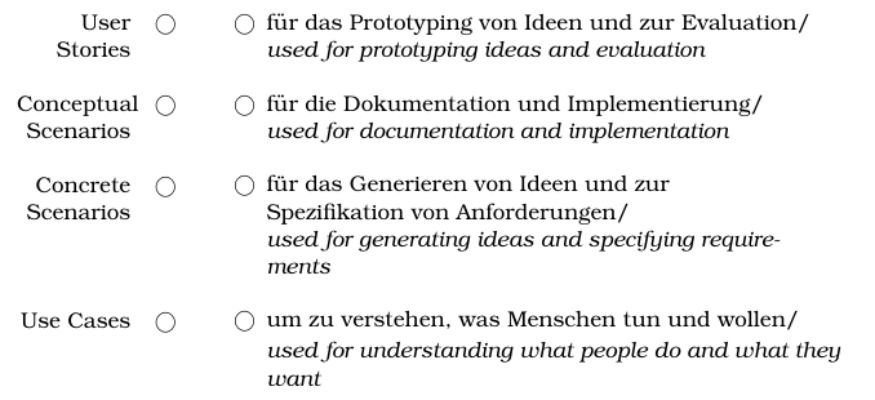 User
Stories
für das Prototyping von Ideen und zur Evaluation/
used for prototyping ideas and evaluation
Conceptual
Scenarios
für die Dokumentation und Implementierung/
used for documentation and implementation
Concrete
Scenarios
für das Generieren von Ideen und zur
Spezifikation von Anforderungen/
used for generating ideas and specifying require-
ments
Use Cases
um zu verstehen, was Menschen tun und wollen/
used for understanding what people do and what they
want